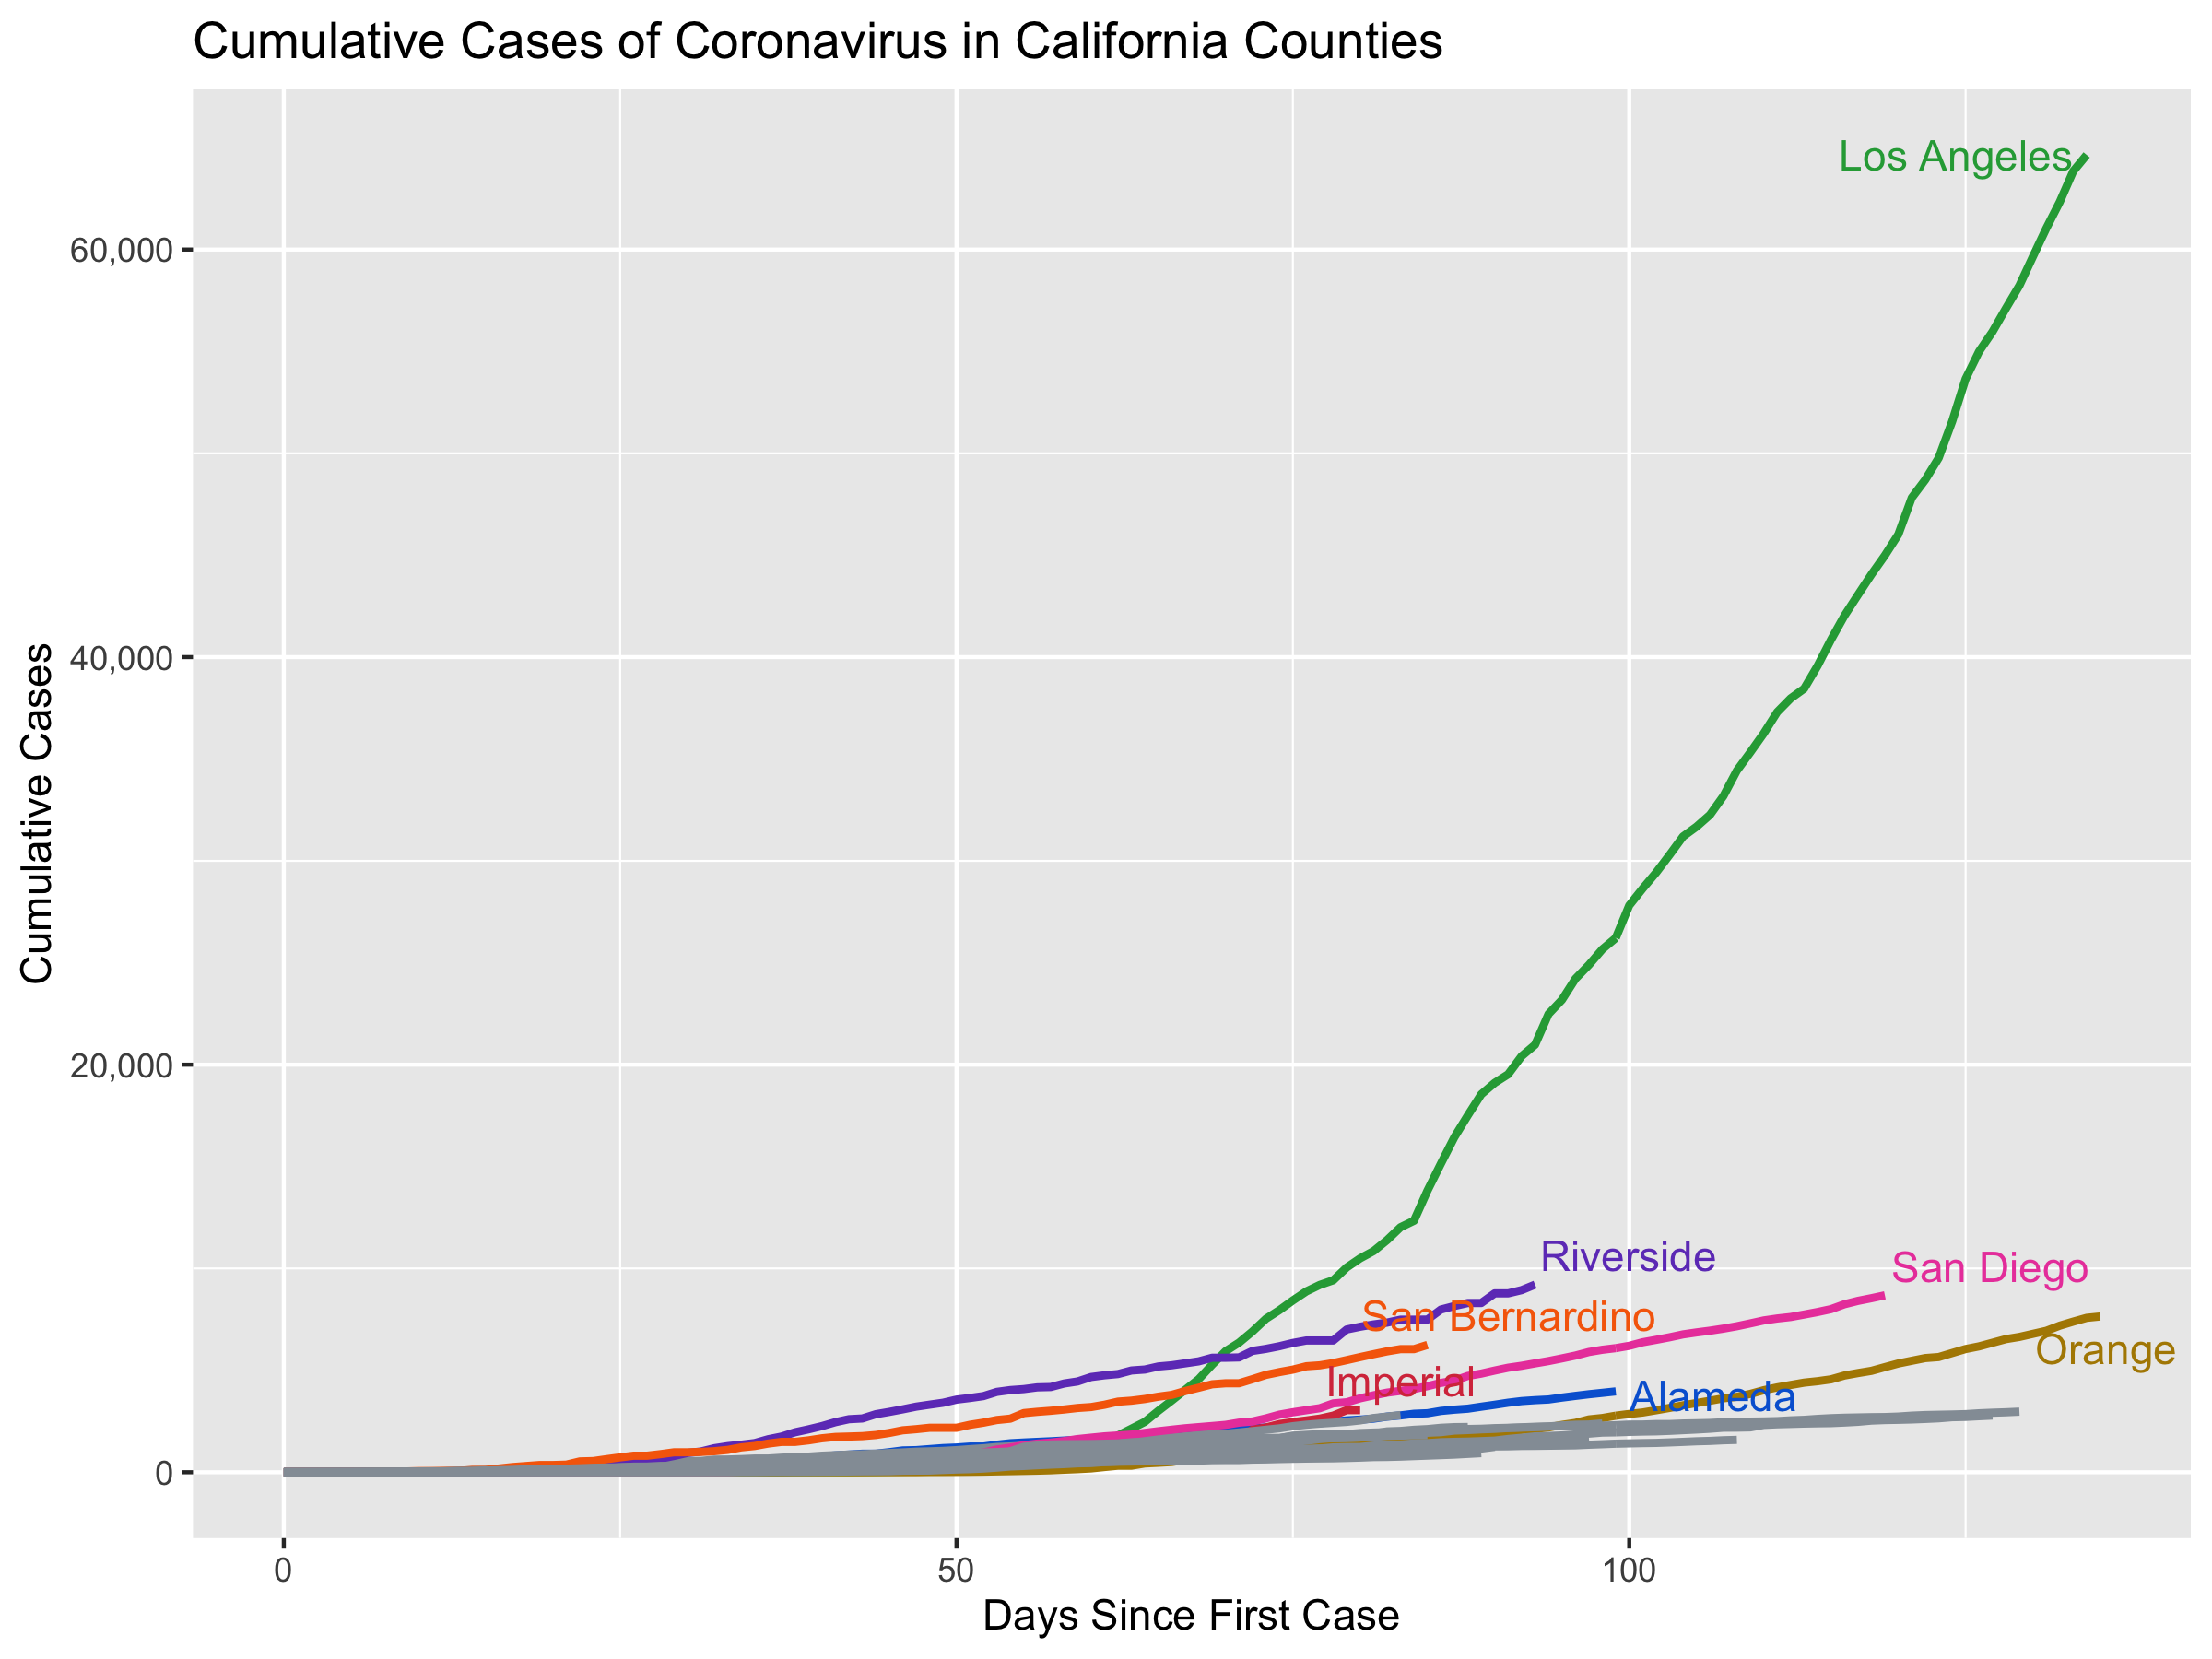 Cumulative Cases of Coronavirus in California Counties
Los Angeles
60,000
40,000
Cumulative Cases
20,000
Riverside
San Diego
San Bernardino
Orange
Imperial
Alameda
0
0 50 100
Days Since First Case